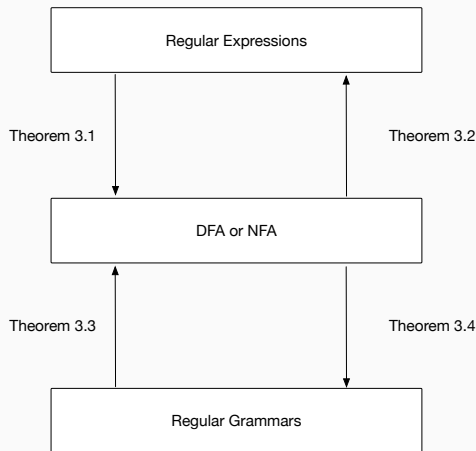 Regular Expressions
Theorem 3.1
Theorem 3.2
DFA or NFA
Theorem 3.3
Theorem 3.4
Regular Grammars